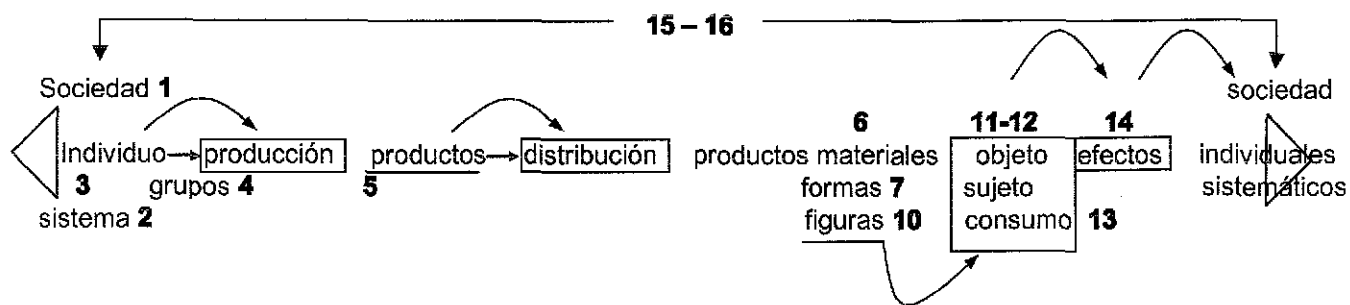 15 – 16
Sociedad 1 sociedad
6 11-12 14
Individuo producción productos distribución productos materiales objeto efectos individuales
3 grupos 4 5 formas 7 sujeto sistemáticos
sistema 2 figuras 10 consumo 13